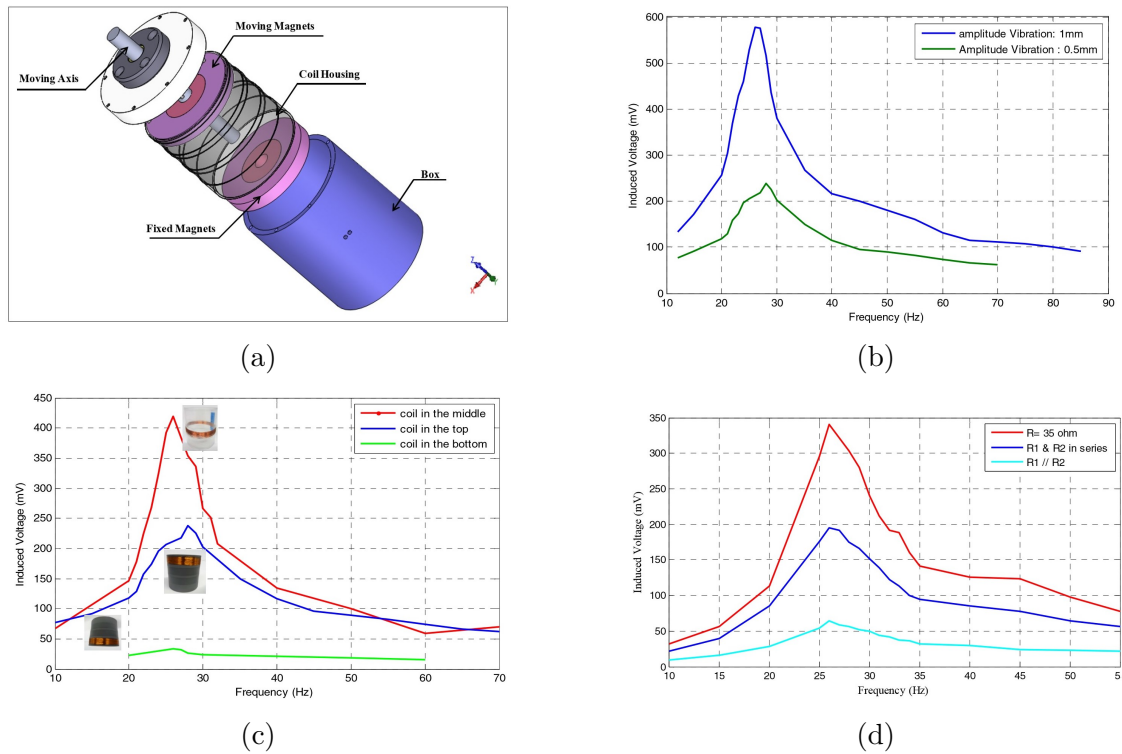 Moving Magnets
Moving Axis
Coil Housing
Box
Fixed Magnets
Z
Y
X
(a)
600
500
400
300
200
100
0
10 20 30 40 50 60 70 80 90
Induced Voltage (mV)
Frequency (Hz)
amplitude Vibration: 1mm
Amplitude Vibration : 0.5mm
(b)
450
400
350
300
250
200
150
100
50
0
10 20 30 40 50 60 70
Induced Voltage (mV)
Frequency (Hz)
coil in the middle
coil in the top
coil in the bottom
(c)
350
300
250
200
150
100
50
0
10 15 20 25 30 35 40 45 50 55
Induced Voltage (mV)
Frequency (Hz)
R= 35 ohm
R1 & R2 in series
R1 // R2
(d)